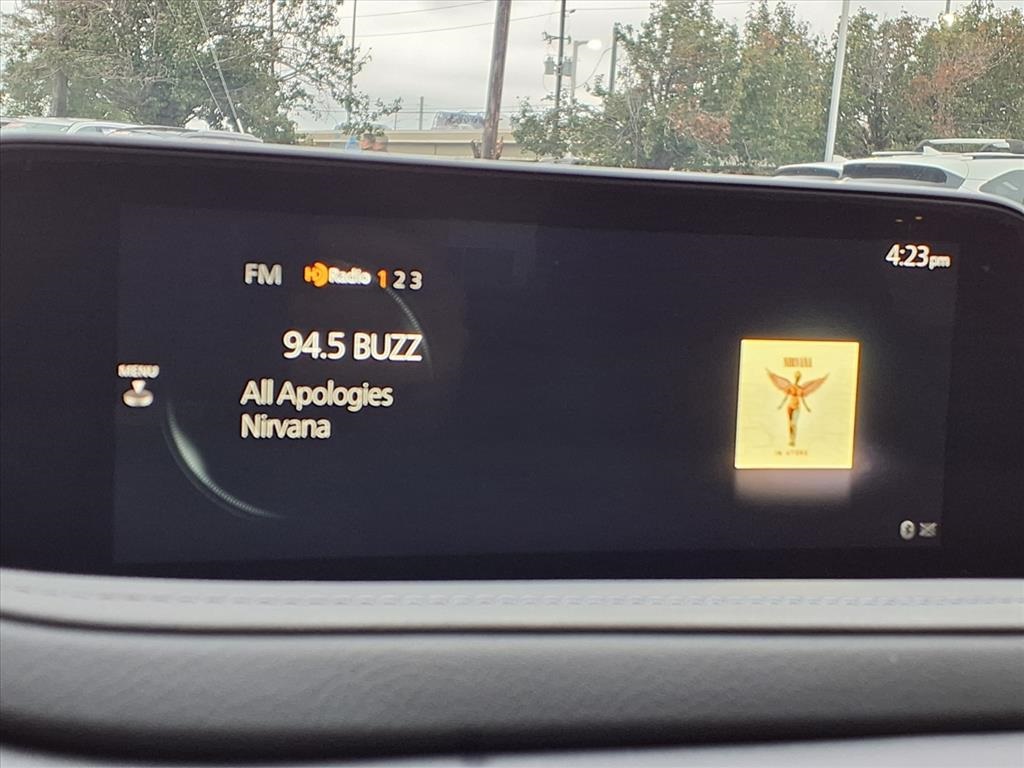 4:23pm
FM HD Radio 1 2 3
94.5 BUZZ
MENU
All Apologies
Nirvana
NIRVANA
IN UTERO